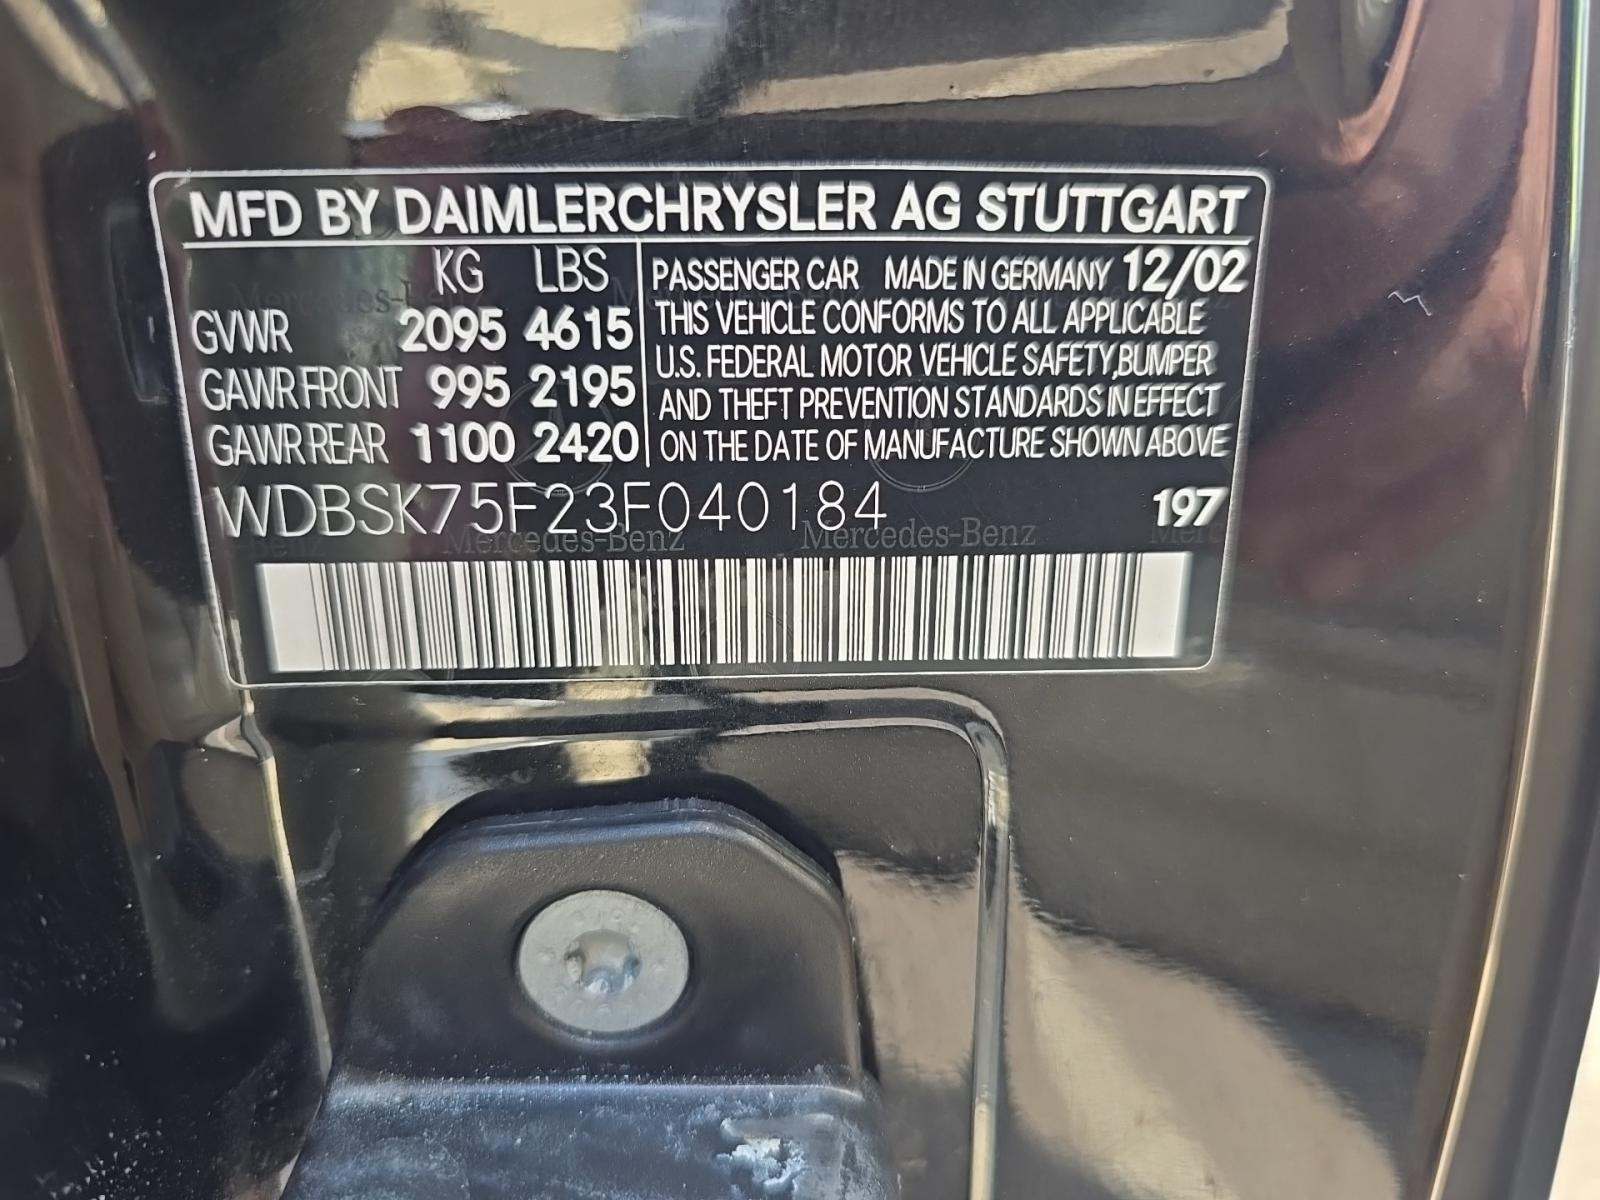 MFD BY DAIMLERCHRYSLER AG STUTTGART
KG LBS
GVWR 2095 4615
GAWR FRONT 995 2195
GAWR REAR 1100 2420
PASSENGER CAR MADE IN GERMANY 12/02
THIS VEHICLE CONFORMS TO ALL APPLICABLE
U.S. FEDERAL MOTOR VEHICLE SAFETY,BUMPER
AND THEFT PREVENTION STANDARDS IN EFFECT
ON THE DATE OF MANUFACTURE SHOWN ABOVE
WDBSK75F23F040184 197
Mercedes-Benz
Mercedes-Benz Mercedes-Benz